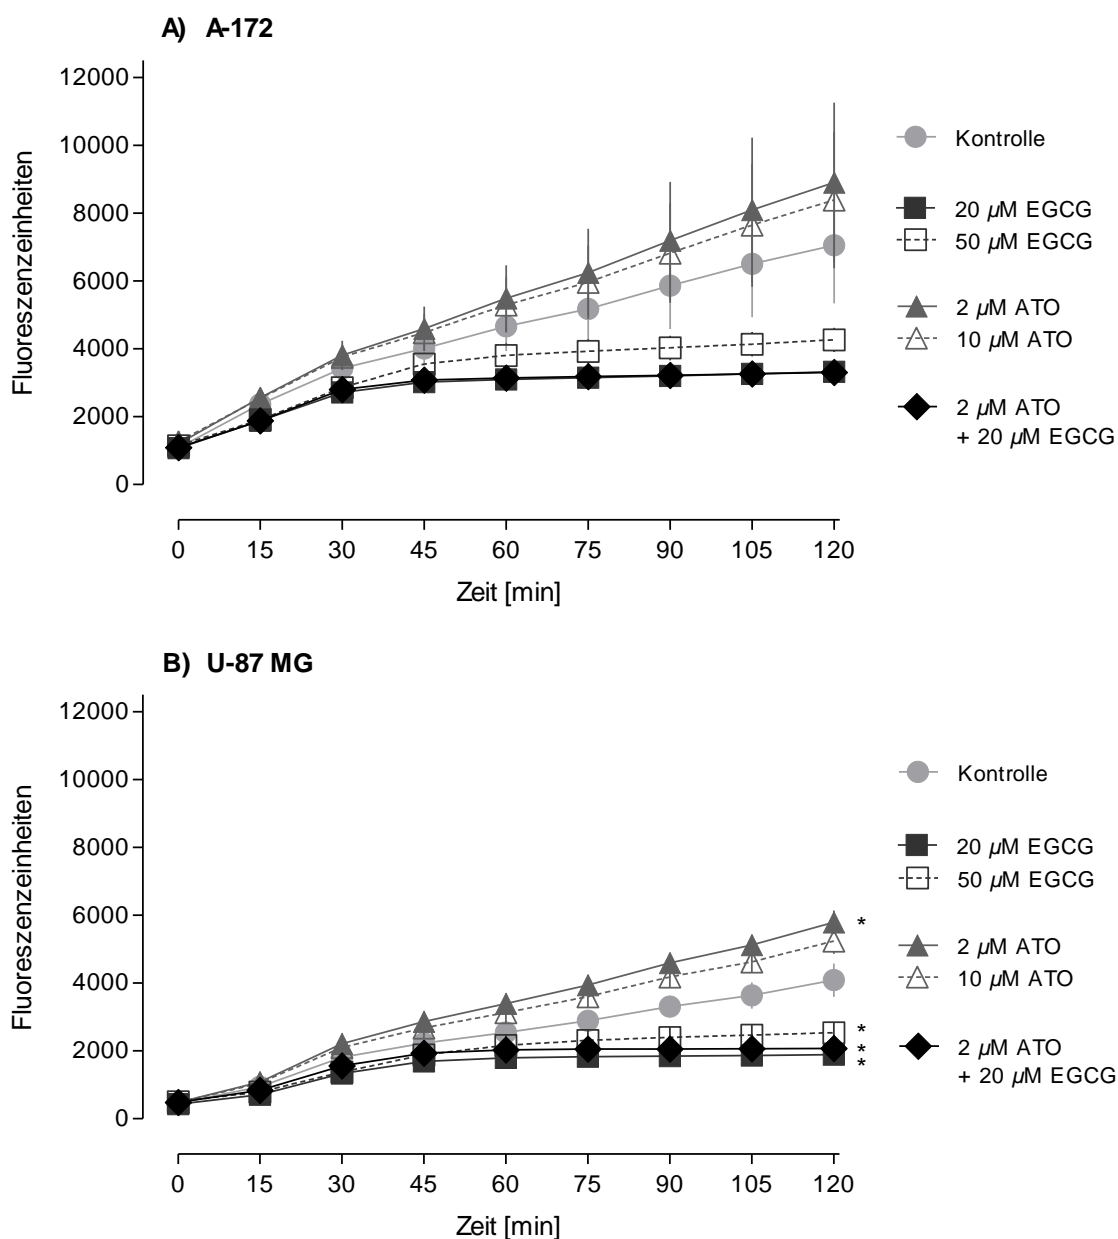 A) A-172
Fluoreszenzeinheiten
12000
10000
8000
6000
4000
2000
0
0 15 30 45 60 75 90 105 120
Zeit [min]
Kontrolle
20 µM EGCG
50 µM EGCG
2 µM ATO
10 µM ATO
2 µM ATO
+ 20 µM EGCG
B) U-87 MG
Fluoreszenzeinheiten
12000
10000
8000
6000
4000
2000
0
0 15 30 45 60 75 90 105 120
Zeit [min]
*
*
*
*
Kontrolle
20 µM EGCG
50 µM EGCG
2 µM ATO
10 µM ATO
2 µM ATO
+ 20 µM EGCG